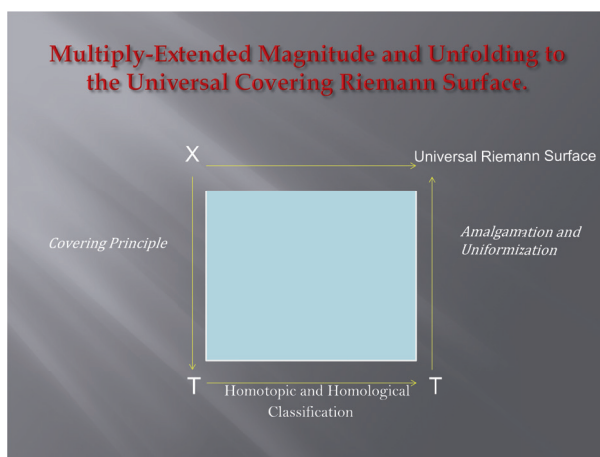 Multiply-Extended Magnitude and Unfolding to
the Universal Covering Riemann Surface.
X
Universal Riemann Surface
Covering Principle
Amalgamation and
Uniformization
T
Homotopic and Homological
Classification
T